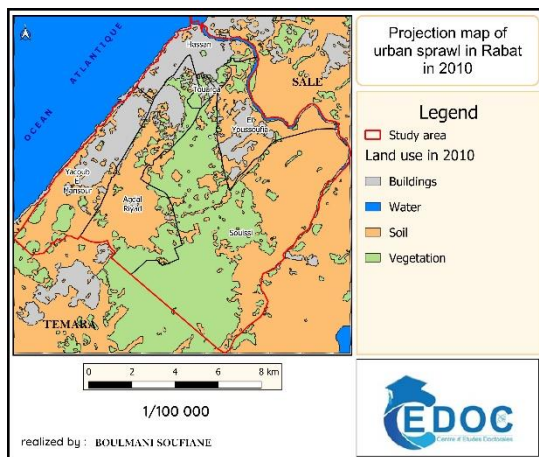 Projection map of
urban sprawl in Rabat
in 2010
OCEAN ATLANTIQUE
Hassan
SALE
Touarga
El
Youssoufia
Yacoub
El
Mansour
Agdal
Riyad
Souissi
TEMARA
Legend
Study area
Land use in 2010
Buildings
Water
Soil
Vegetation
0 2 4 6 8 km
1/100 000
realized by : BOULMANI SOUFIANE
CEDOC
Centre d'Etudes Doctorales